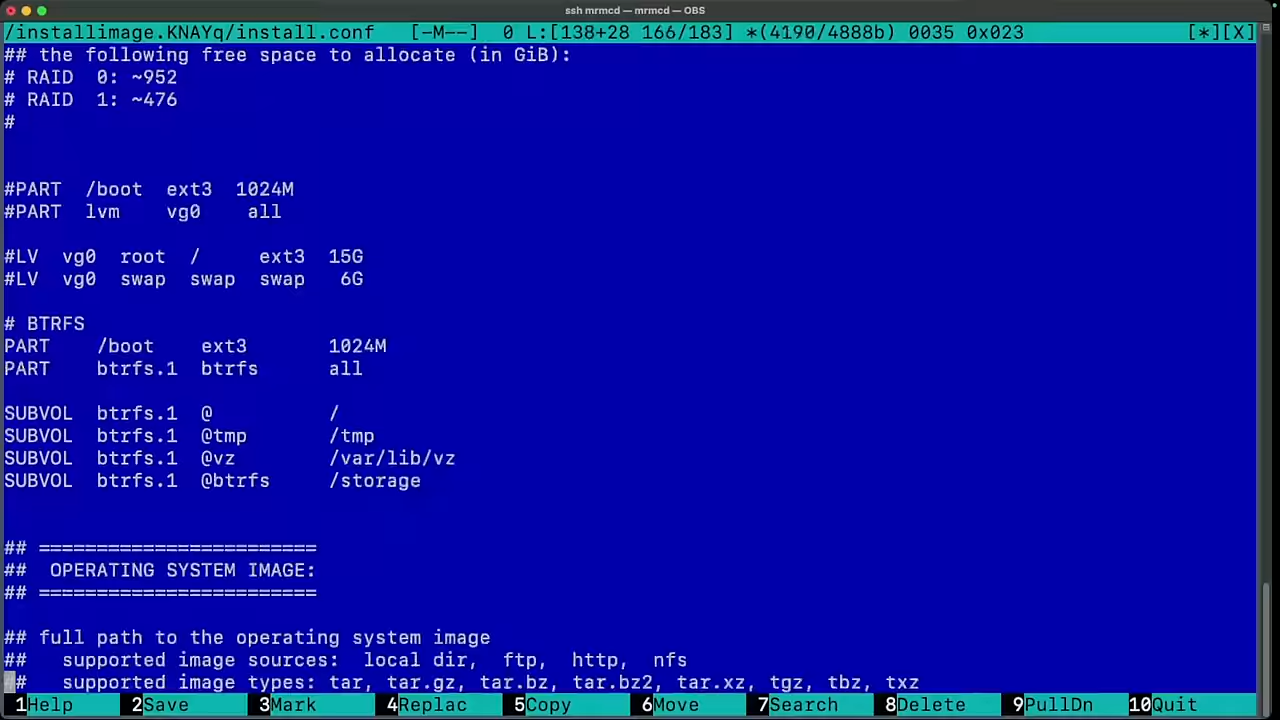 ssh mrmcd — mrmcd — OBS
/installimage.KNAYq/install.conf   [-M--]  0 L:[138+28 166/183] *(4190/4888b) 0035 0x023   [*][X]
## the following free space to allocate (in GiB):
# RAID  0: ~952
# RAID  1: ~476
#
#PART  /boot  ext3  1024M
#PART  lvm    vg0    all
#LV  vg0  root  /     ext3  15G
#LV  vg0  swap  swap  swap   6G
# BTRFS
PART    /boot    ext3       1024M
PART    btrfs.1  btrfs      all
SUBVOL  btrfs.1  @          /
SUBVOL  btrfs.1  @tmp       /tmp
SUBVOL  btrfs.1  @vz        /var/lib/vz
SUBVOL  btrfs.1  @btrfs     /storage
## ========================
##  OPERATING SYSTEM IMAGE:
## ========================
## full path to the operating system image
##   supported image sources:  local dir,  ftp,  http,  nfs
##   supported image types: tar, tar.gz, tar.bz, tar.bz2, tar.xz, tgz, tbz, txz
1Help  2Save  3Mark  4Replac  5Copy  6Move  7Search  8Delete  9PullDn  10Quit